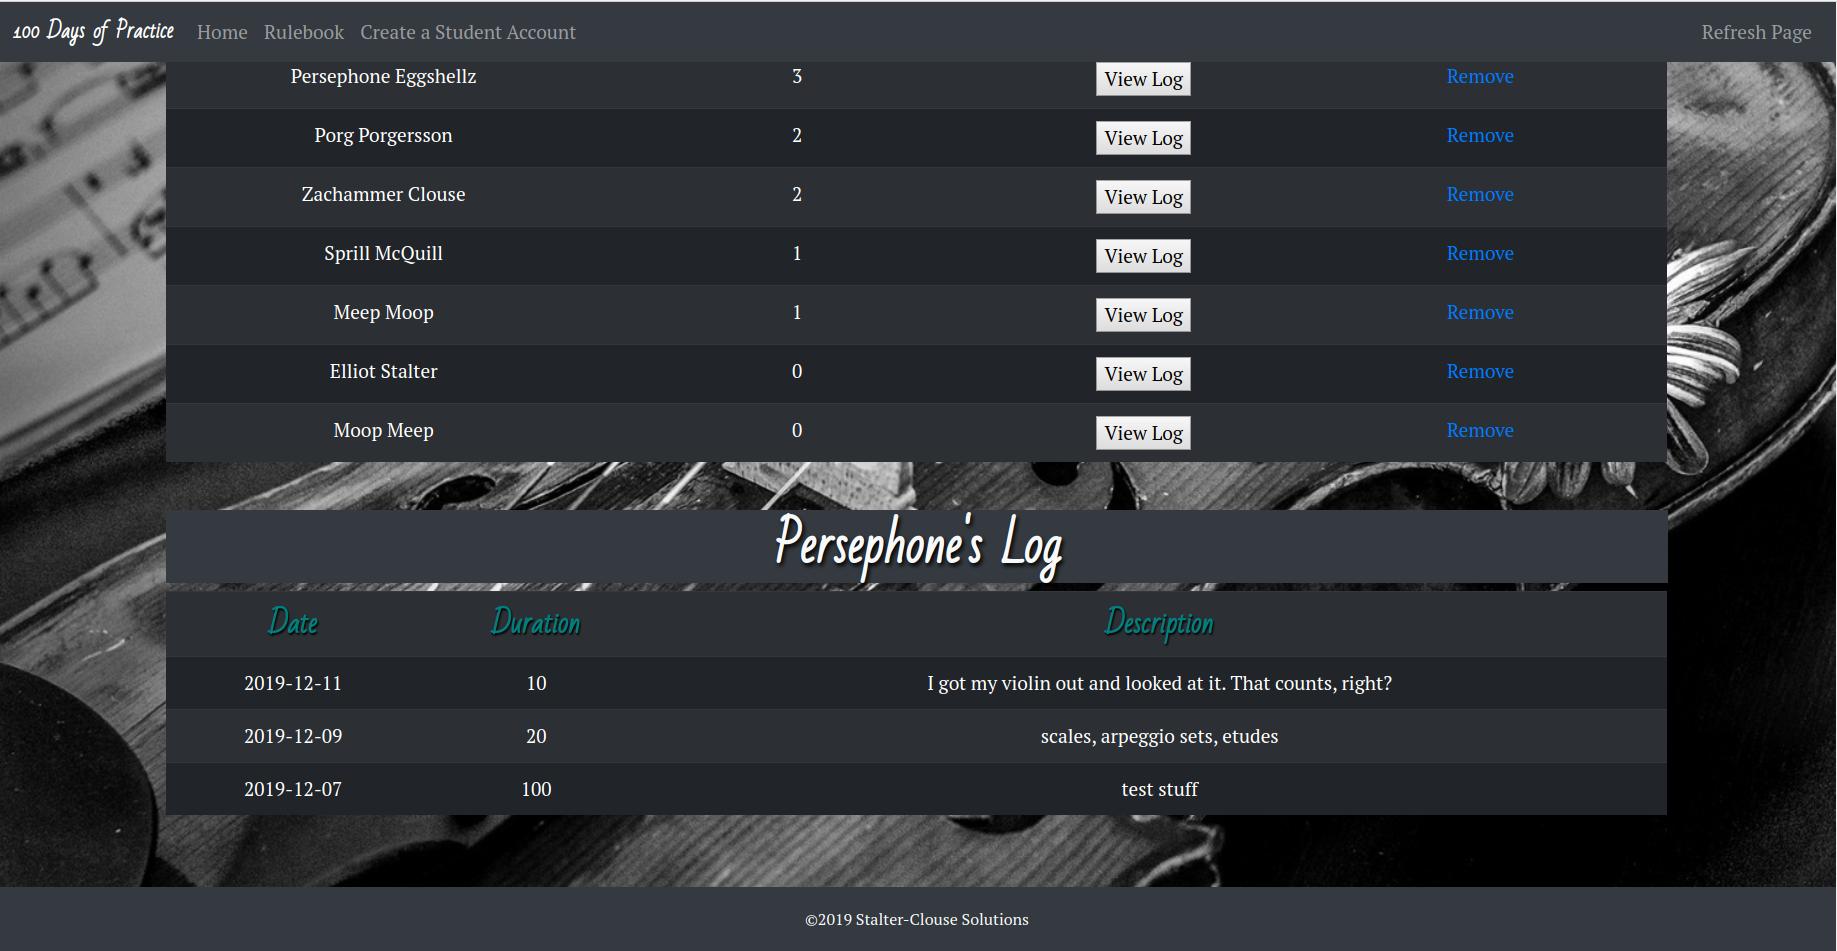 100 Days of Practice Home Rulebook Create a Student Account Refresh Page
Persephone Eggshellz 3 View Log Remove
Porg Porgersson 2 View Log Remove
Zachammer Clouse 2 View Log Remove
Sprill McQuill 1 View Log Remove
Meep Moop 1 View Log Remove
Elliot Stalter 0 View Log Remove
Moop Meep 0 View Log Remove
Persephone's Log
Date Duration Description
2019-12-11 10 I got my violin out and looked at it. That counts, right?
2019-12-09 20 scales, arpeggio sets, etudes
2019-12-07 100 test stuff
©2019 Stalter-Clouse Solutions